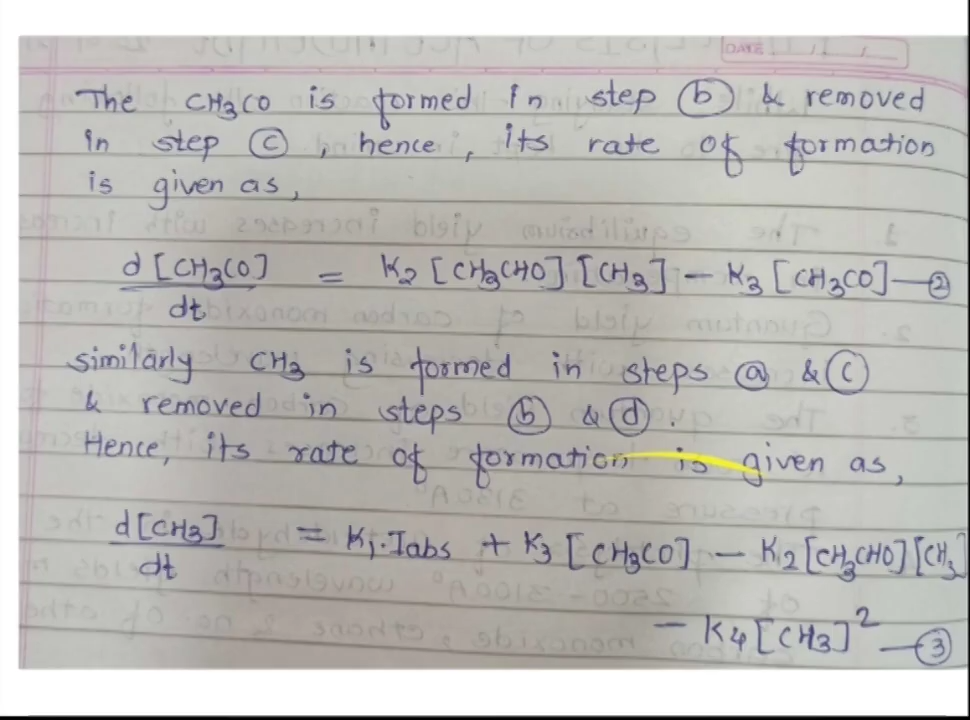 DATE
The CH3CO is formed in step (b) & removed
in step (c), hence, its rate of formation
is given as,
d[CH3CO]/dt = K2 [CH3CHO][CH3] - K3 [CH3CO] — (2)
similarly CH3 is formed in steps (a) & (c)
& removed in steps (b) & (d).
Hence, its rate of formation is given as,
d[CH3]/dt = K1.Iabs + K3 [CH3CO] - K2[CH3CHO][CH3]
- K4[CH3]² — (3)